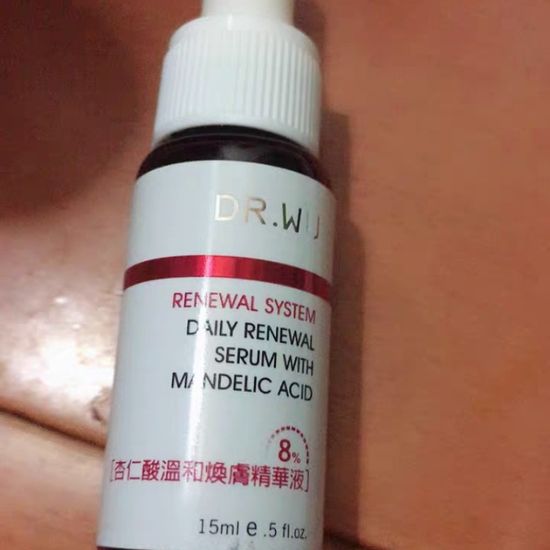 DR.WU
RENEWAL SYSTEM
DAILY RENEWAL
SERUM WITH
MANDELIC ACID
8%
[杏仁酸溫和煥膚精華液]
15ml e .5 fl.oz.